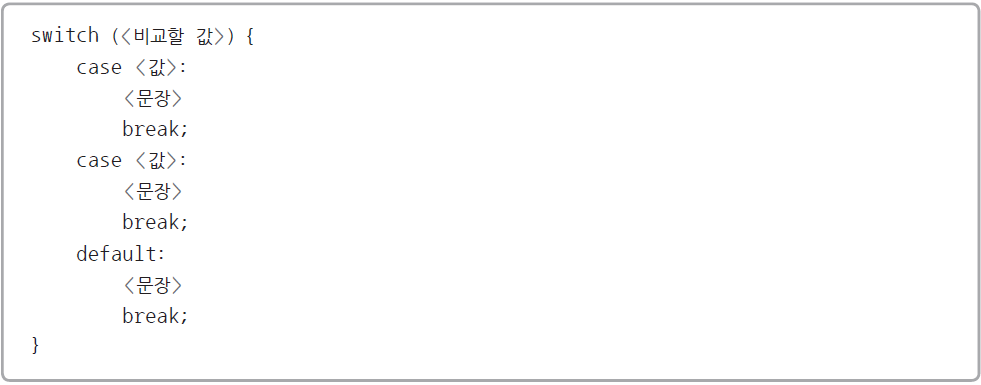 switch (<비교할 값>) {
    case <값>:
        <문장>
        break;
    case <값>:
        <문장>
        break;
    default:
        <문장>
        break;
}